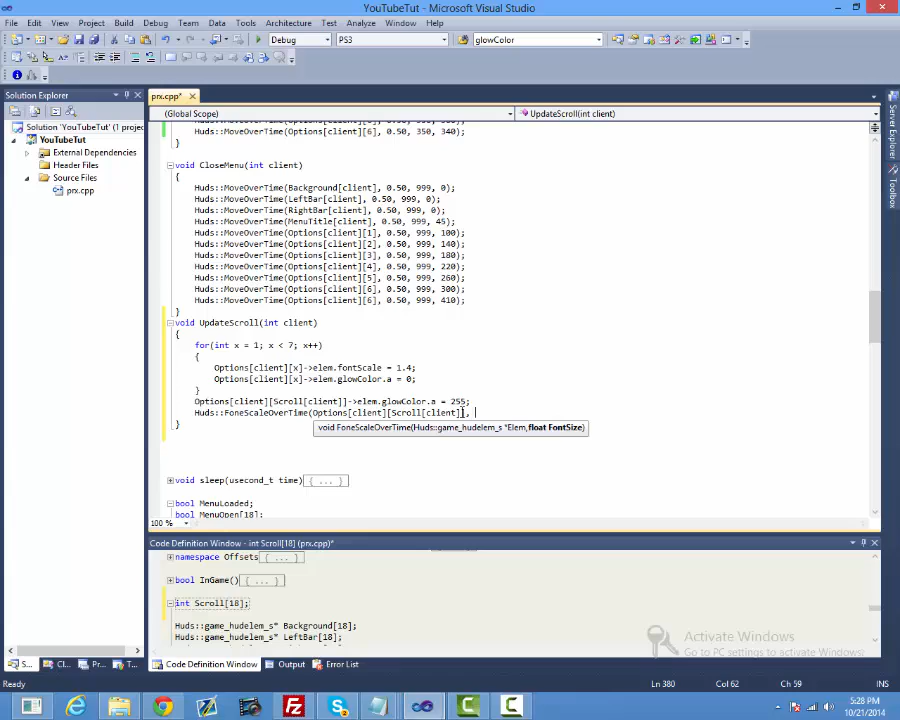 YouTubeTut - Microsoft Visual Studio
File Edit View Project Build Debug Team Data Tools Architecture Test Analyze Window Help
Debug PS3 glowColor
Solution Explorer
prx.cpp*
(Global Scope) UpdateScroll(int client)
Solution 'YouTubeTut' (1 projec
YouTubeTut
External Dependencies
Header Files
Source Files
prx.cpp
Huds::MoveOverTime(Options[client][6], 0.50, 350, 340);
}
void CloseMenu(int client)
{
Huds::MoveOverTime(Background[client], 0.50, 999, 0);
Huds::MoveOverTime(LeftBar[client], 0.50, 999, 0);
Huds::MoveOverTime(RightBar[client], 0.50, 999, 0);
Huds::MoveOverTime(MenuTitle[client], 0.50, 999, 45);
Huds::MoveOverTime(Options[client][1], 0.50, 999, 100);
Huds::MoveOverTime(Options[client][2], 0.50, 999, 140);
Huds::MoveOverTime(Options[client][3], 0.50, 999, 180);
Huds::MoveOverTime(Options[client][4], 0.50, 999, 220);
Huds::MoveOverTime(Options[client][5], 0.50, 999, 260);
Huds::MoveOverTime(Options[client][6], 0.50, 999, 300);
Huds::MoveOverTime(Options[client][6], 0.50, 999, 410);
}
void UpdateScroll(int client)
{
for(int x = 1; x < 7; x++)
{
Options[client][x]->elem.fontScale = 1.4;
Options[client][x]->elem.glowColor.a = 0;
}
Options[client][Scroll[client]]->elem.glowColor.a = 255;
Huds::FoneScaleOverTime(Options[client][Scroll[client]],
void FoneScaleOverTime(Huds::game_hudelem_s *Elem,float FontSize)
}
void sleep(usecond_t time){ ... }
bool MenuLoaded;
bool MenuOpen[18];
100 %
Code Definition Window - int Scroll[18] (prx.cpp)*
namespace Offsets{ ... }
bool InGame(){ ... }
int Scroll[18];
Huds::game_hudelem_s* Background[18];
Huds::game_hudelem_s* LeftBar[18];
S... Cl... Pr... T...
Code Definition Window Output Error List
Server Explorer
Toolbox
Activate Windows
Go to PC settings to activate Windows.
Ready Ln 380 Col 62 Ch 59 INS
5:28 PM
10/21/2014